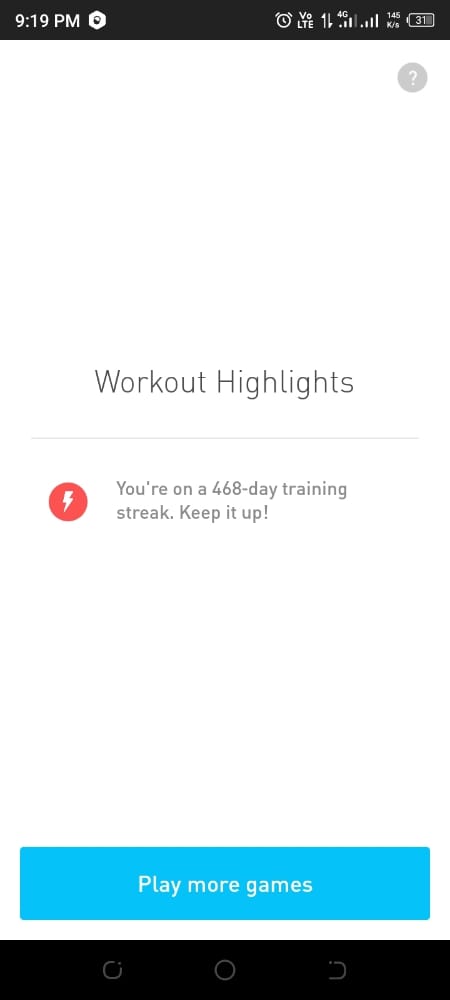 9:19 PM Vo LTE 4G 145 K/s 31
?
Workout Highlights
You're on a 468-day training
streak. Keep it up!
Play more games